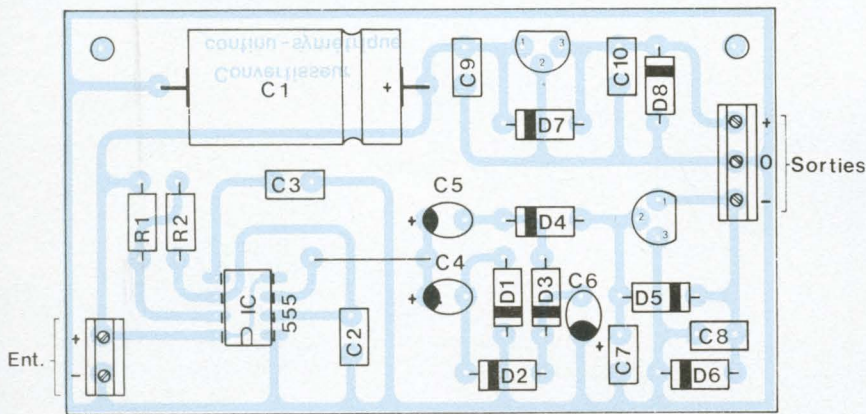 Convertisseur
continu-symétrique
C1
+
C9
1
2
3
C10
D8
D7
+
0
-
Sorties
C3
C5
+
D4
1
2
3
R1
R2
C4
+
IC
555
D1
D3
C6
+
D5
C2
C7
C8
D2
D6
Ent.
+
-